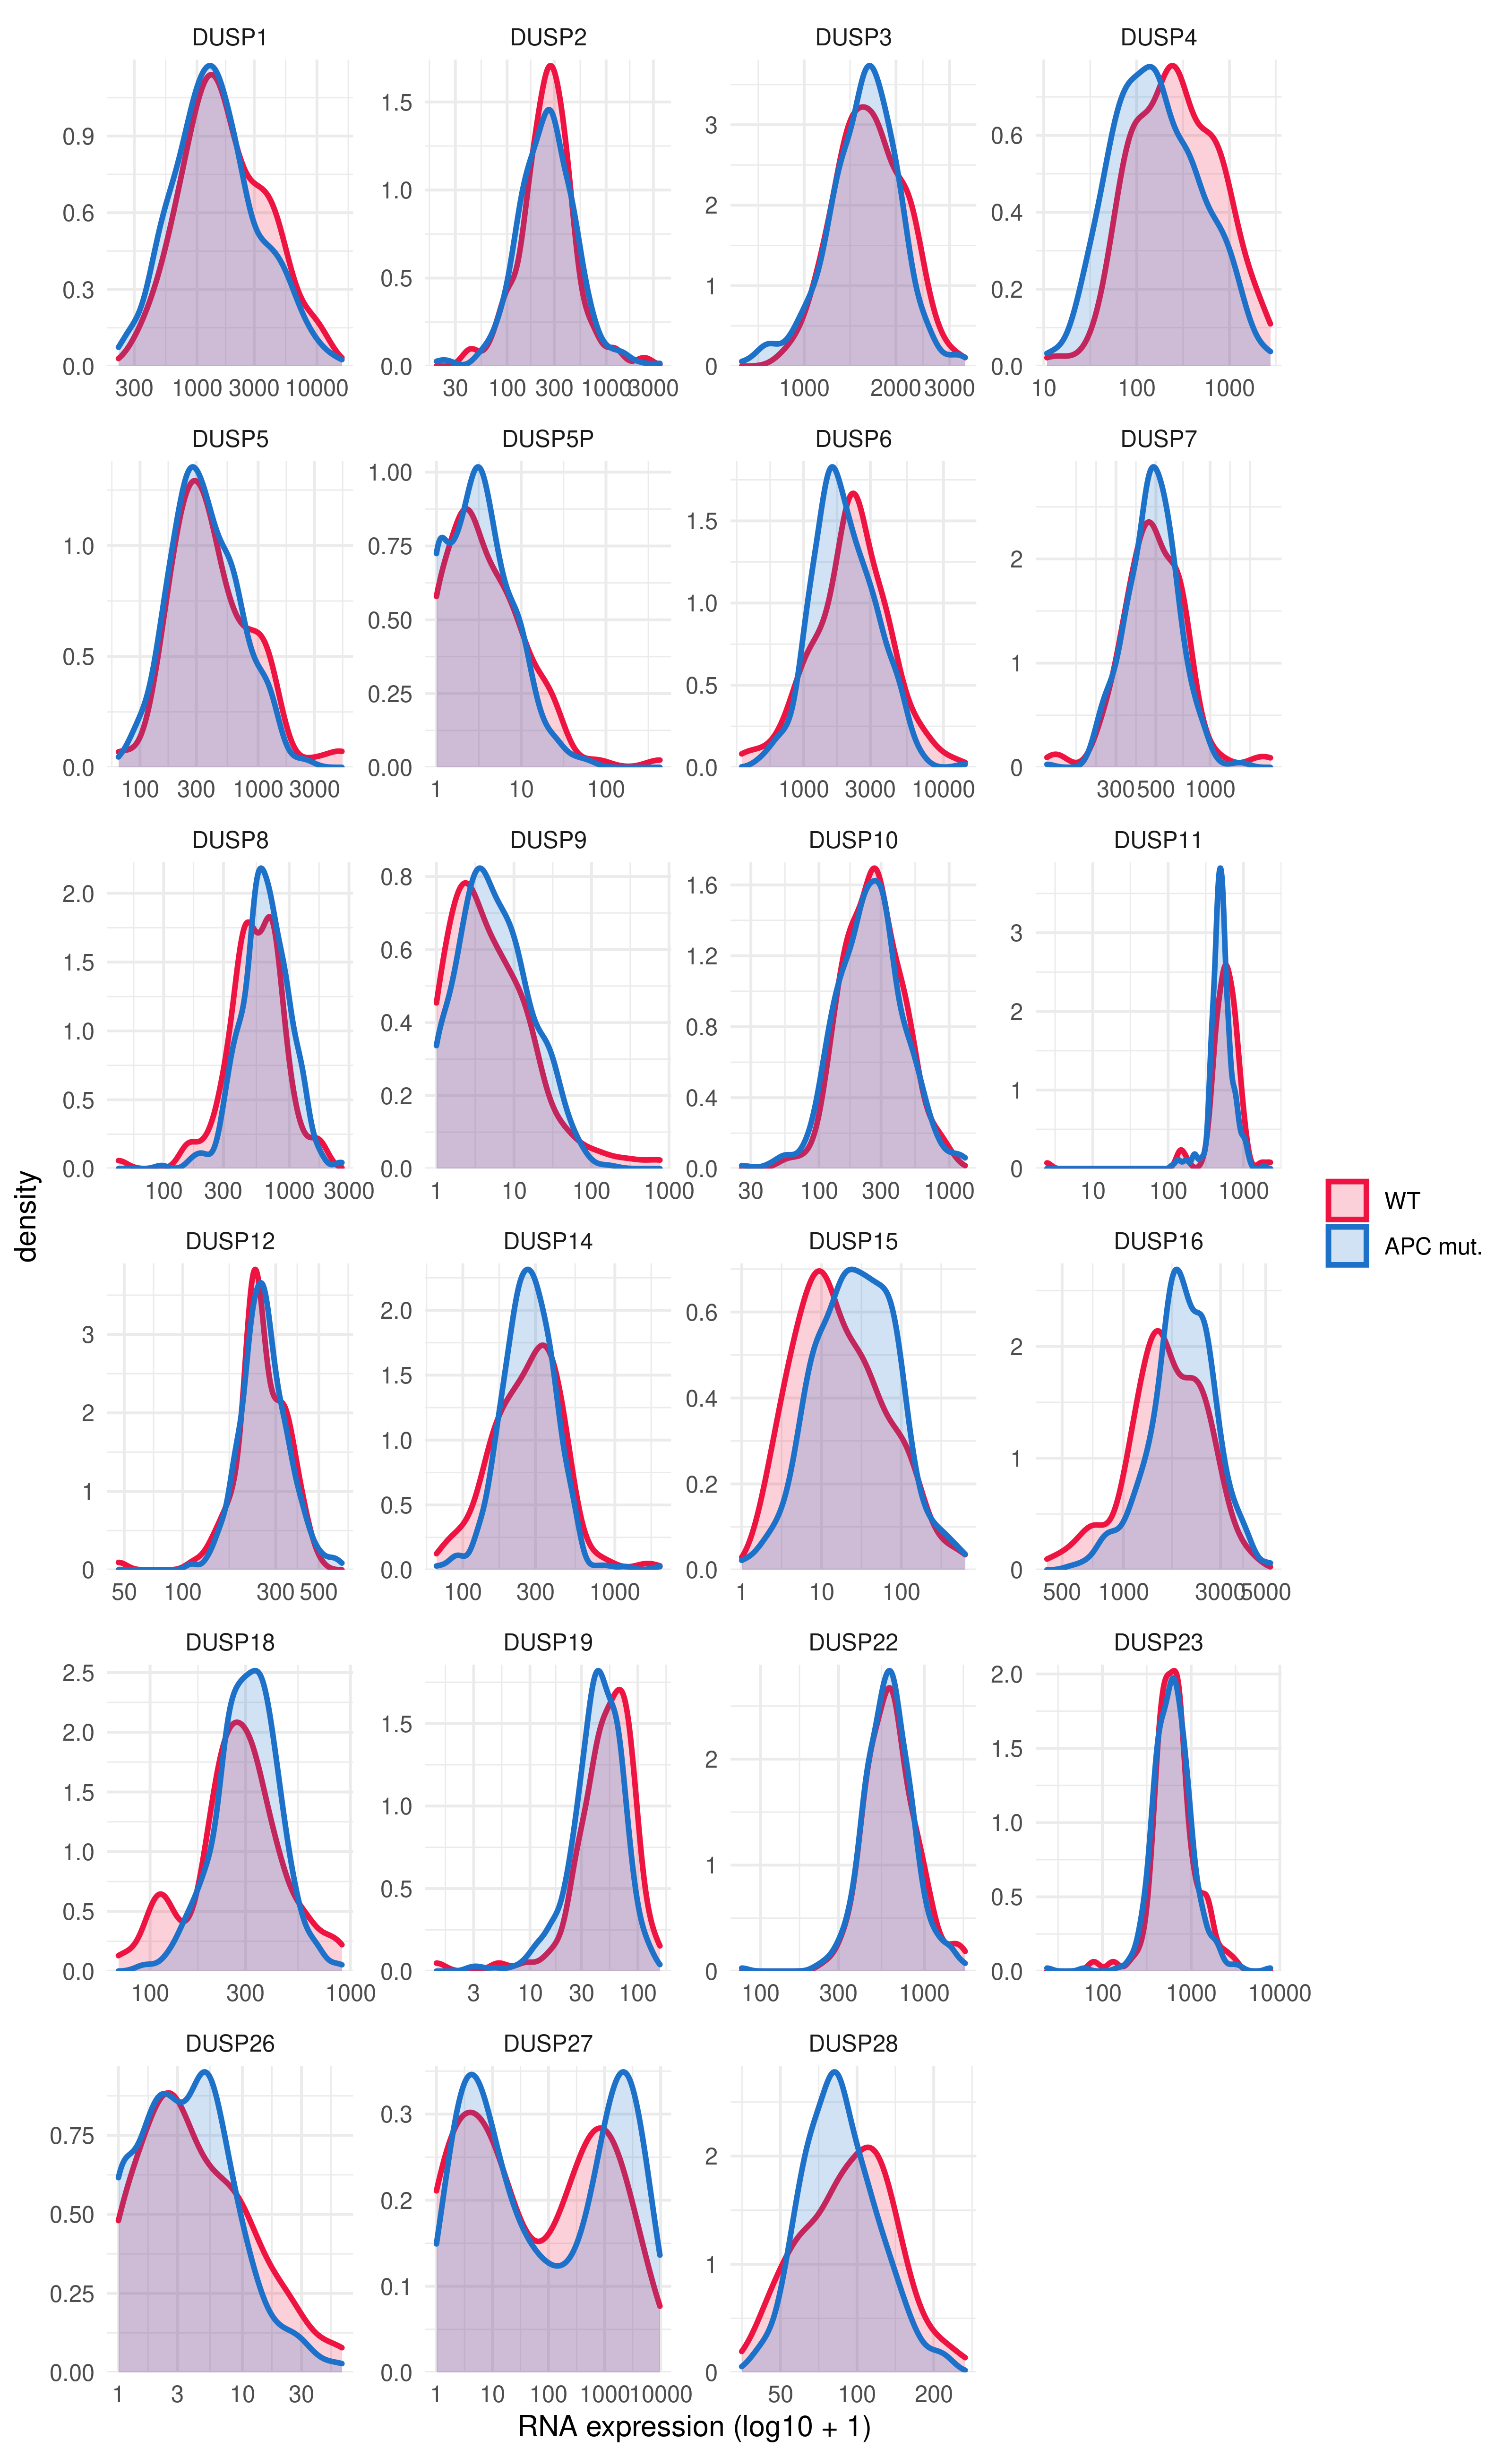 DUSP1 DUSP2 DUSP3 DUSP4
0.0 0.3 0.6 0.9
300 1000 3000 10000
0.0 0.5 1.0 1.5
30 100 300 1000 3000
0 1 2 3
1000 2000 3000
0.0 0.2 0.4 0.6
10 100 1000
DUSP5 DUSP5P DUSP6 DUSP7
0.0 0.5 1.0
100 300 1000 3000
0.00 0.25 0.50 0.75 1.00
1 10 100
0.0 0.5 1.0 1.5
1000 3000 10000
0 1 2
300 500 1000
DUSP8 DUSP9 DUSP10 DUSP11
0.0 0.5 1.0 1.5 2.0
100 300 1000 3000
0.0 0.2 0.4 0.6 0.8
1 10 100 1000
0.0 0.4 0.8 1.2 1.6
30 100 300 1000
0 1 2 3
10 100 1000
density
WT
APC mut.
DUSP12 DUSP14 DUSP15 DUSP16
0 1 2 3
50 100 300 500
0.0 0.5 1.0 1.5 2.0
100 300 1000
0.0 0.2 0.4 0.6
1 10 100
0 1 2
500 1000 3000 5000
DUSP18 DUSP19 DUSP22 DUSP23
0.0 0.5 1.0 1.5 2.0 2.5
100 300 1000
0.0 0.5 1.0 1.5
3 10 30 100
0 1 2
100 300 1000
0.0 0.5 1.0 1.5 2.0
100 1000 10000
DUSP26 DUSP27 DUSP28
0.00 0.25 0.50 0.75
1 3 10 30
0.0 0.1 0.2 0.3
1 10 100 1000 10000
0 1 2
50 100 200
RNA expression (log10 + 1)